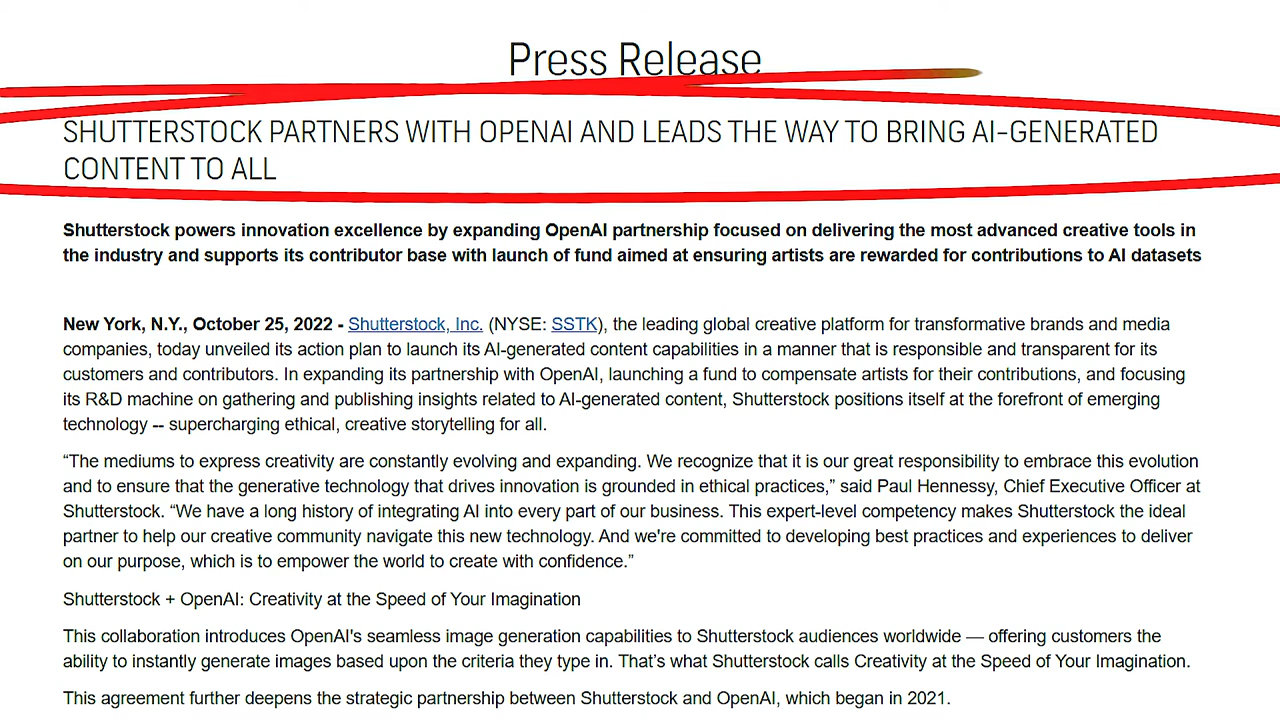 Press Release
SHUTTERSTOCK PARTNERS WITH OPENAI AND LEADS THE WAY TO BRING AI-GENERATED
CONTENT TO ALL
Shutterstock powers innovation excellence by expanding OpenAI partnership focused on delivering the most advanced creative tools in
the industry and supports its contributor base with launch of fund aimed at ensuring artists are rewarded for contributions to AI datasets
New York, N.Y., October 25, 2022 - Shutterstock, Inc. (NYSE: SSTK), the leading global creative platform for transformative brands and media
companies, today unveiled its action plan to launch its AI-generated content capabilities in a manner that is responsible and transparent for its
customers and contributors. In expanding its partnership with OpenAI, launching a fund to compensate artists for their contributions, and focusing
its R&D machine on gathering and publishing insights related to AI-generated content, Shutterstock positions itself at the forefront of emerging
technology -- supercharging ethical, creative storytelling for all.
“The mediums to express creativity are constantly evolving and expanding. We recognize that it is our great responsibility to embrace this evolution
and to ensure that the generative technology that drives innovation is grounded in ethical practices,” said Paul Hennessy, Chief Executive Officer at
Shutterstock. “We have a long history of integrating AI into every part of our business. This expert-level competency makes Shutterstock the ideal
partner to help our creative community navigate this new technology. And we're committed to developing best practices and experiences to deliver
on our purpose, which is to empower the world to create with confidence.”
Shutterstock + OpenAI: Creativity at the Speed of Your Imagination
This collaboration introduces OpenAI's seamless image generation capabilities to Shutterstock audiences worldwide — offering customers the
ability to instantly generate images based upon the criteria they type in. That’s what Shutterstock calls Creativity at the Speed of Your Imagination.
This agreement further deepens the strategic partnership between Shutterstock and OpenAI, which began in 2021.